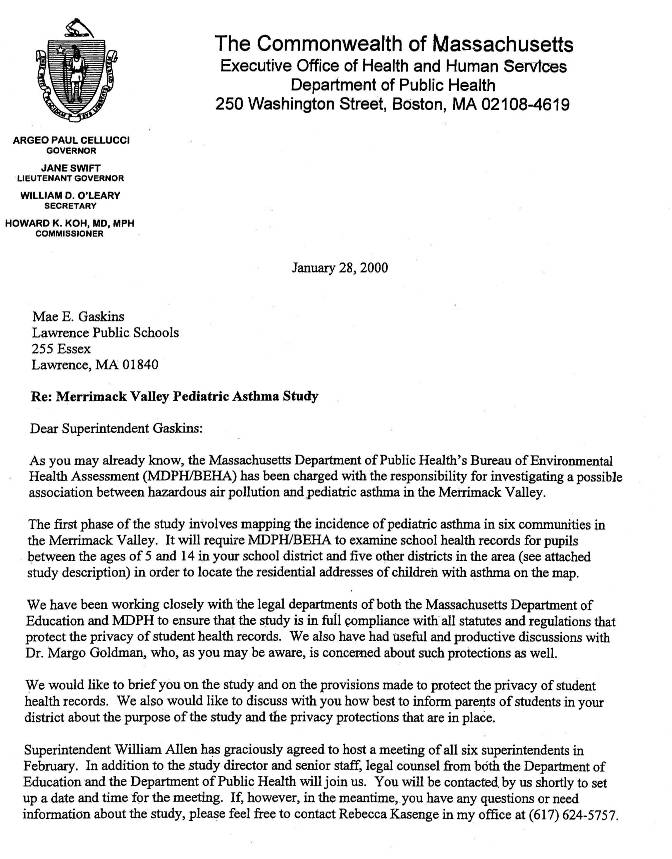 The Commonwealth of Massachusetts
Executive Office of Health and Human Services
Department of Public Health
250 Washington Street, Boston, MA 02108-4619
ARGEO PAUL CELLUCCI
GOVERNOR
JANE SWIFT
LIEUTENANT GOVERNOR
WILLIAM D. O'LEARY
SECRETARY
HOWARD K. KOH, MD, MPH
COMMISSIONER
January 28, 2000
Mae E. Gaskins
Lawrence Public Schools
255 Essex
Lawrence, MA 01840
Re: Merrimack Valley Pediatric Asthma Study
Dear Superintendent Gaskins:
As you may already know, the Massachusetts Department of Public Health's Bureau of Environmental
Health Assessment (MDPH/BEHA) has been charged with the responsibility for investigating a possible
association between hazardous air pollution and pediatric asthma in the Merrimack Valley.
The first phase of the study involves mapping the incidence of pediatric asthma in six communities in
the Merrimack Valley. It will require MDPH/BEHA to examine school health records for pupils
between the ages of 5 and 14 in your school district and five other districts in the area (see attached
study description) in order to locate the residential addresses of children with asthma on the map.
We have been working closely with the legal departments of both the Massachusetts Department of
Education and MDPH to ensure that the study is in full compliance with all statutes and regulations that
protect the privacy of student health records. We also have had useful and productive discussions with
Dr. Margo Goldman, who, as you may be aware, is concerned about such protections as well.
We would like to brief you on the study and on the provisions made to protect the privacy of student
health records. We also would like to discuss with you how best to inform parents of students in your
district about the purpose of the study and the privacy protections that are in place.
Superintendent William Allen has graciously agreed to host a meeting of all six superintendents in
February. In addition to the study director and senior staff, legal counsel from both the Department of
Education and the Department of Public Health will join us. You will be contacted by us shortly to set
up a date and time for the meeting. If, however, in the meantime, you have any questions or need
information about the study, please feel free to contact Rebecca Kasenge in my office at (617) 624-5757.